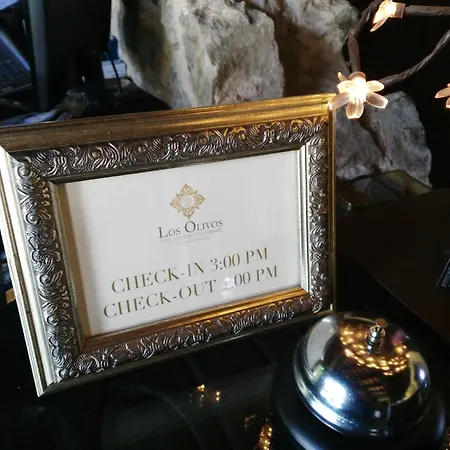 LOS OLIVOS
CHECK-IN 3:00 PM
CHECK-OUT :00 PM